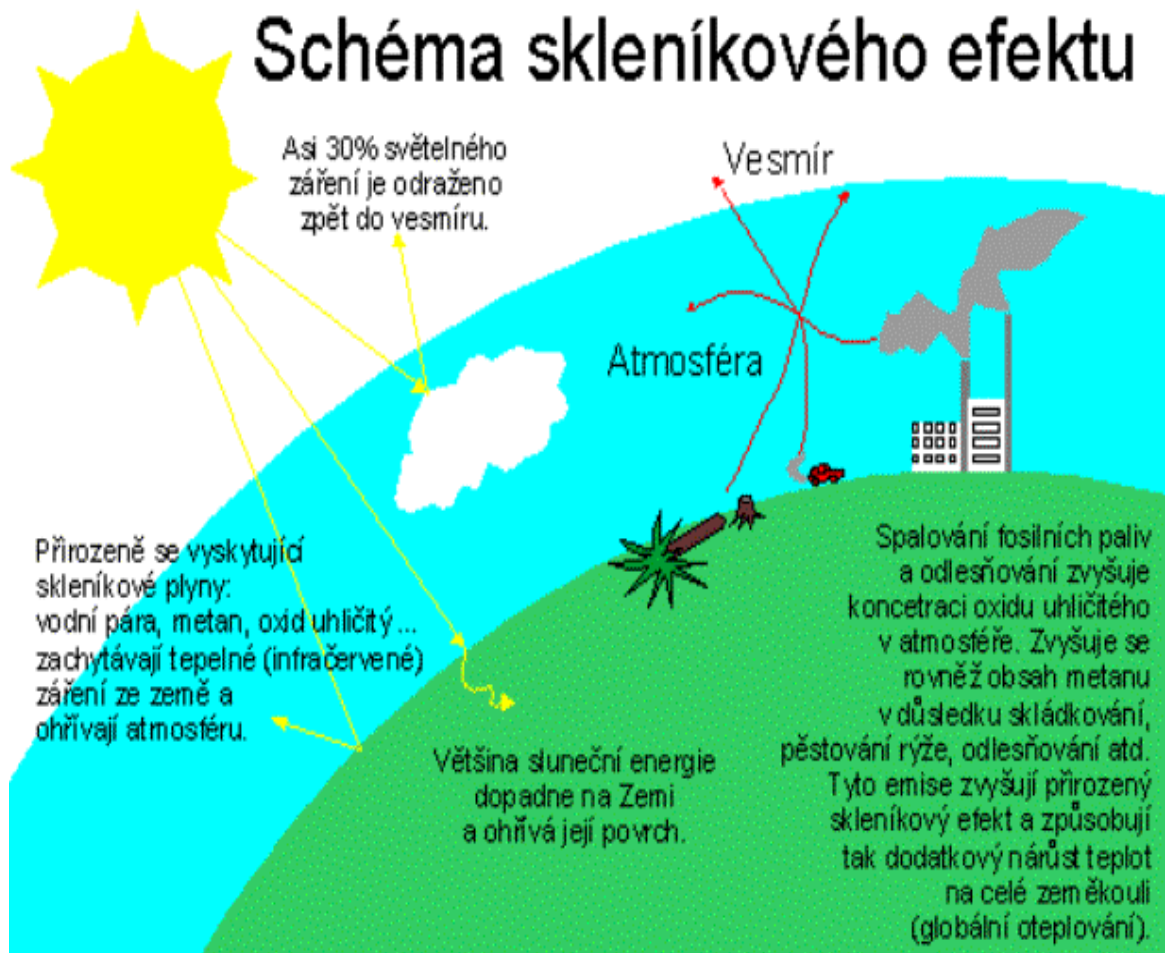 Schéma skleníkového efektu
Asi 30% světelného
záření je odraženo
zpět do vesmíru.
Vesmír
Atmosféra
Přirozeně se vyskytující
skleníkové plyny:
vodní pára, metan, oxid uhličitý ...
zachytávají tepelné (infračervené)
záření ze země a
ohřívají atmosféru.
Většina sluneční energie
dopadne na Zemi
a ohřívá její povrch.
Spalování fosilních paliv
a odlesňování zvyšuje
koncetraci oxidu uhličitého
v atmosféře. Zvyšuje se
rovněž obsah metanu
v důsledku skládkování,
pěstování rýže, odlesňování atd.
Tyto emise zvyšují přirozený
skleníkový efekt a způsobují
tak dodatkový nárůst teplot
na celé zeměkouli
(globální oteplování).